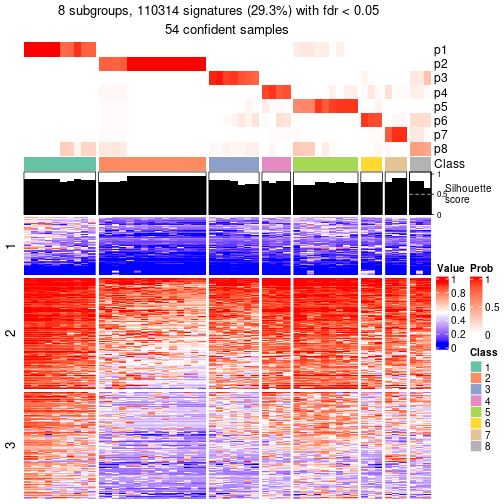 8 subgroups, 110314 signatures (29.3%) with fdr < 0.05
54 confident samples
p1
p2
p3
p4
p5
p6
p7
p8
Class
1
0.5
0
Silhouette
score
1
2
3
Value
1
0.8
0.6
0.4
0.2
0
Prob
1
0.5
0
Class
1
2
3
4
5
6
7
8